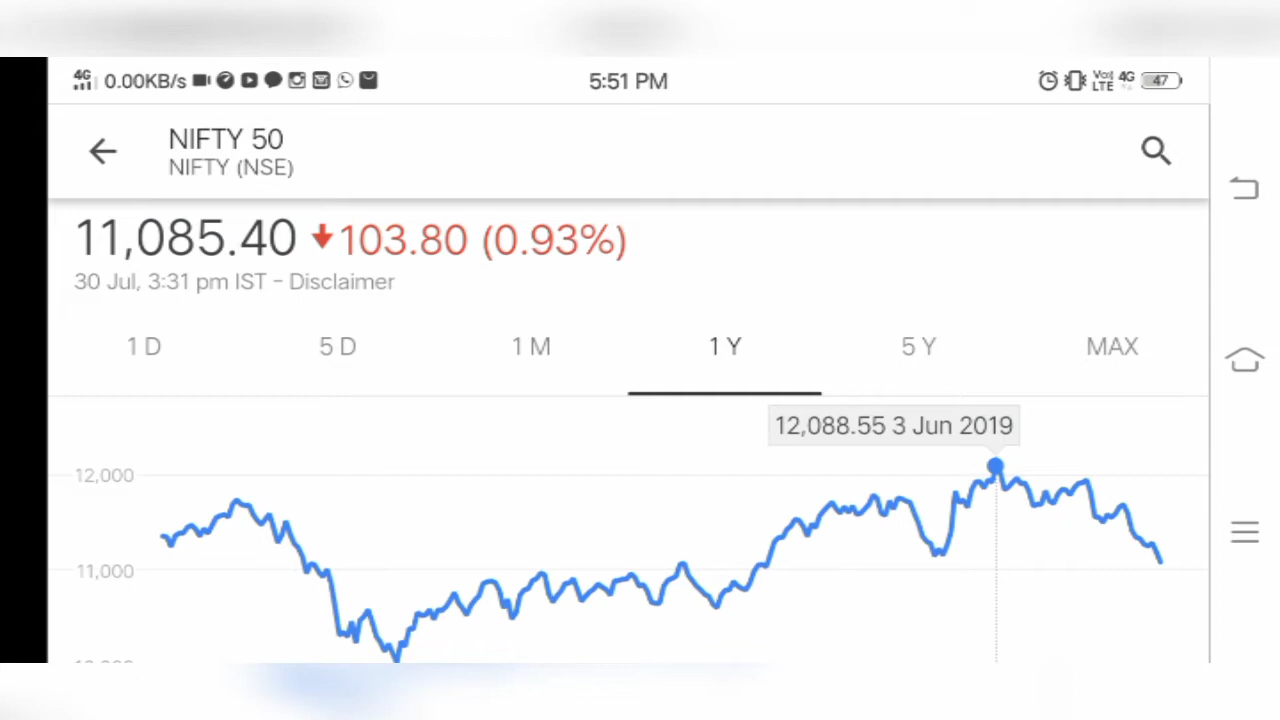 4G 0.00KB/s 5:51 PM VoLTE 4G 47
NIFTY 50
NIFTY (NSE)
11,085.40 103.80 (0.93%)
30 Jul, 3:31 pm IST - Disclaimer
1 D 5 D 1 M 1 Y 5 Y MAX
12,088.55 3 Jun 2019
12,000
11,000